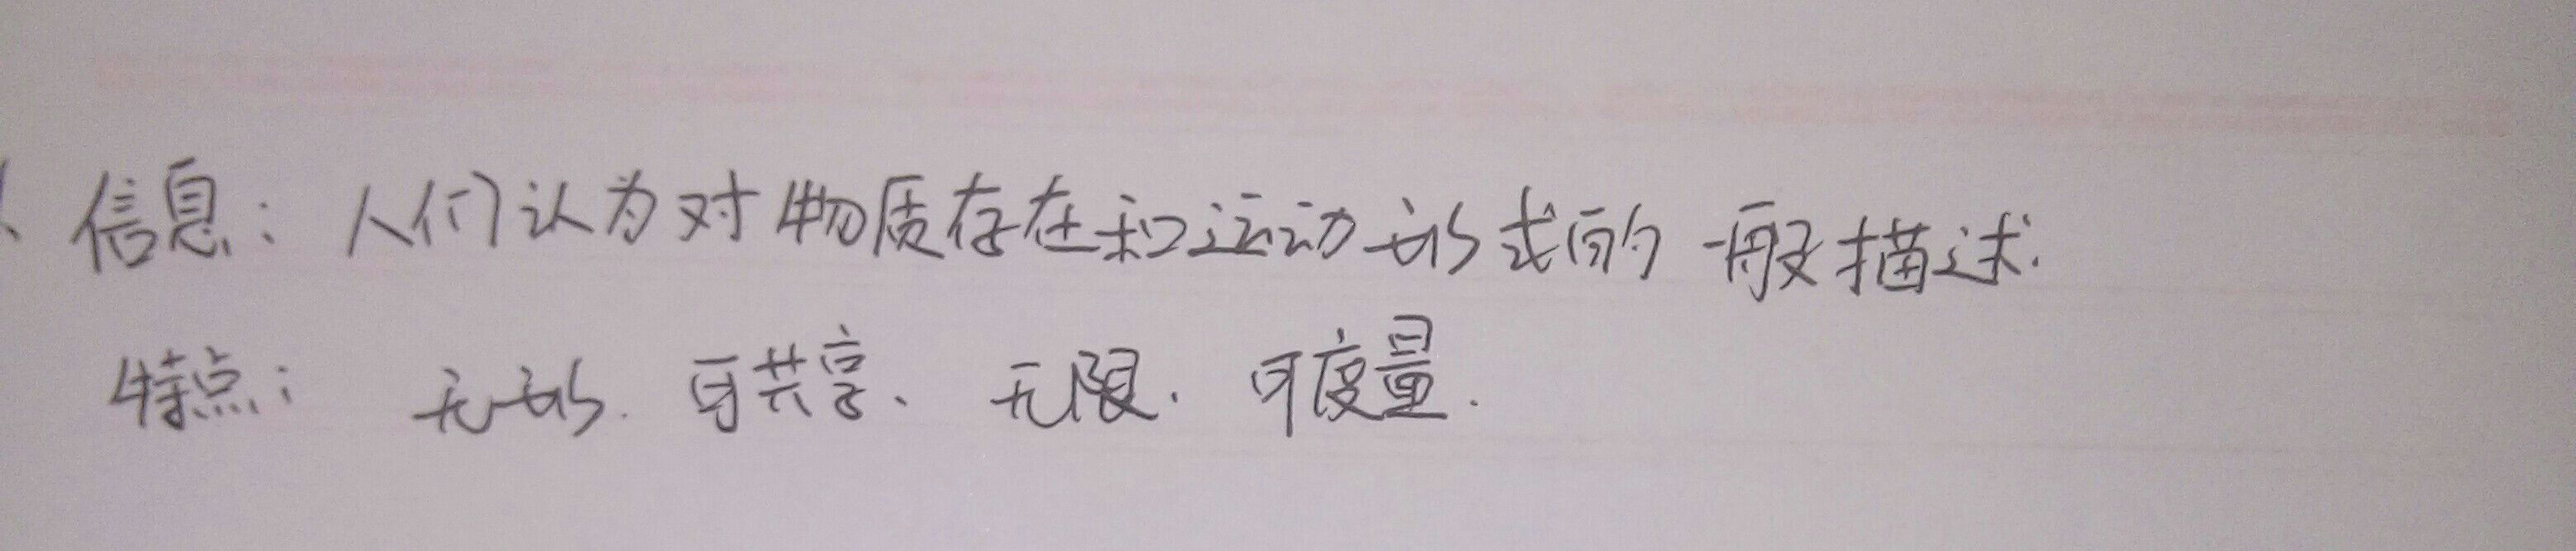 、信息：人们认为对物质存在和运动形式的一般描述.
特点：无形.可共享、无限.可度量.